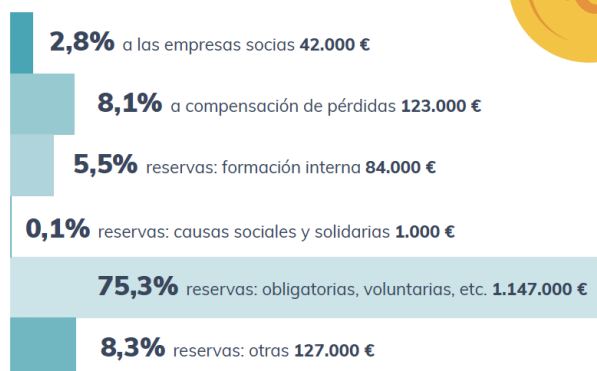 2,8% a las empresas socias 42.000 €
8,1% a compensación de pérdidas 123.000 €
5,5% reservas: formación interna 84.000 €
0,1% reservas: causas sociales y solidarias 1.000 €
75,3% reservas: obligatorias, voluntarias, etc. 1.147.000 €
8,3% reservas: otras 127.000 €